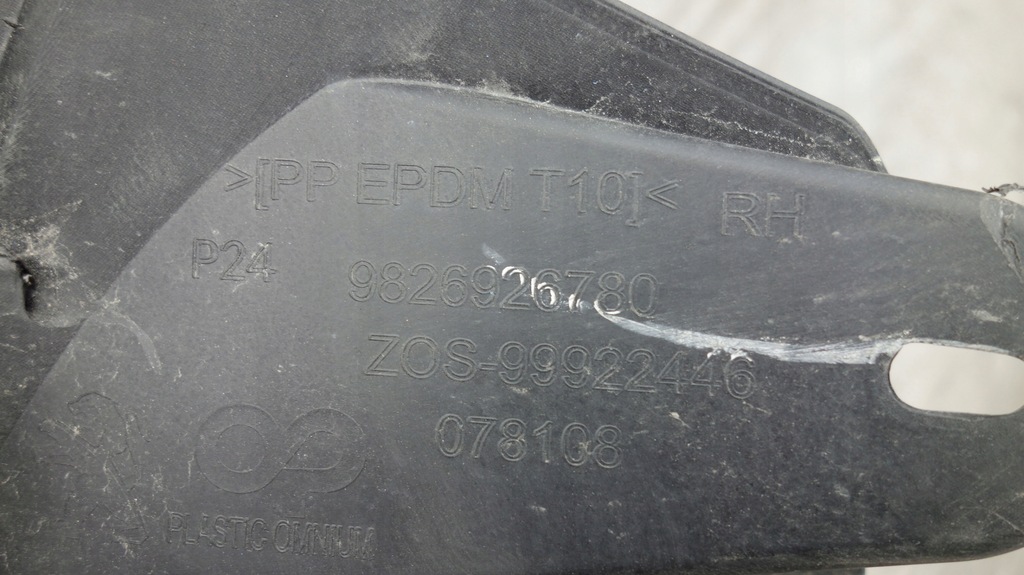 >[PP EPDM T10]< RH
P24 9826926780
ZOS-99922446
078108
PLASTIC OMNIUM